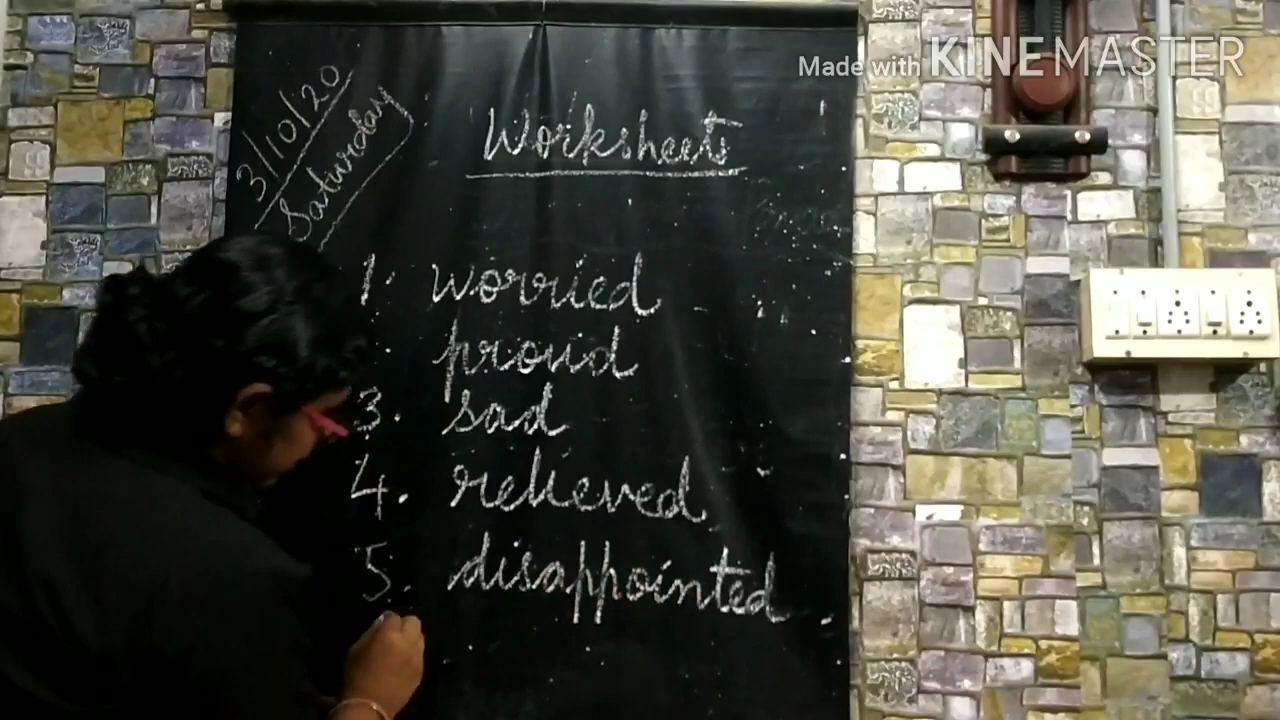 Made with KINEMASTER
3/10/20
Saturday
Worksheets
1. worried
proud
3. sad
4. relieved
5. disappointed